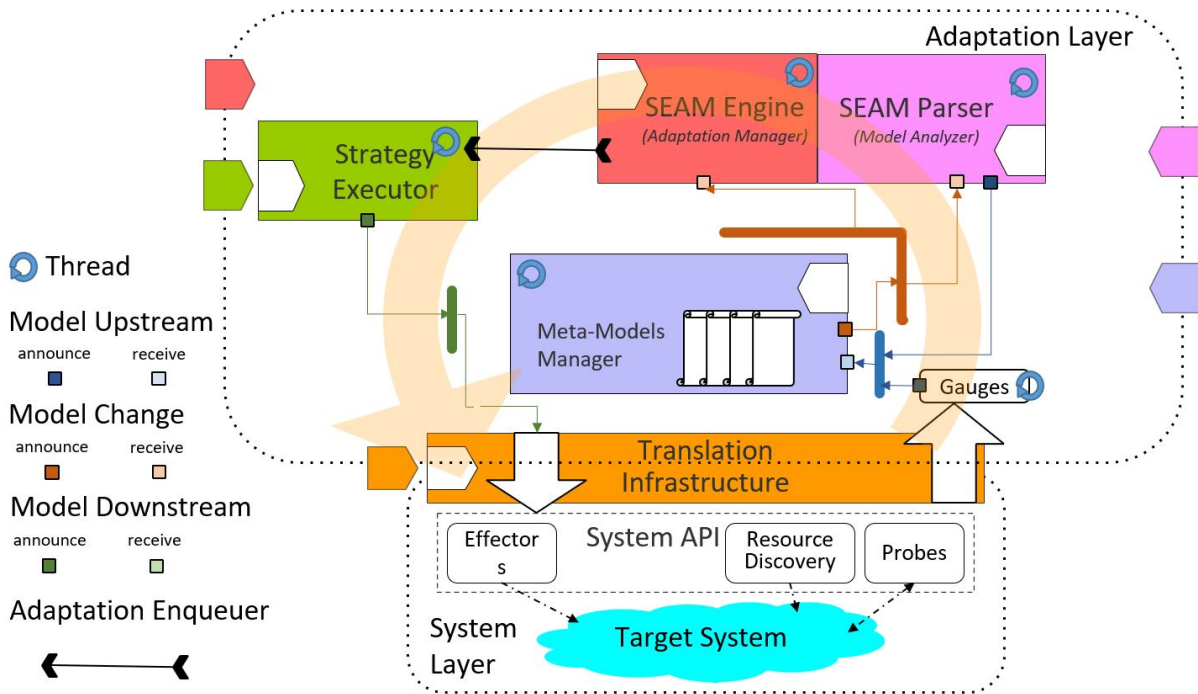 Adaptation Layer
SEAM Engine
(Adaptation Manager)
SEAM Parser
(Model Analyzer)
Strategy
Executor
Thread
Model Upstream
announce receive
Model Change
announce receive
Model Downstream
announce receive
Adaptation Enqueuer
Meta-Models
Manager
Gauges
Translation
Infrastructure
Effector
s
System API
Resource
Discovery
Probes
System
Layer
Target System